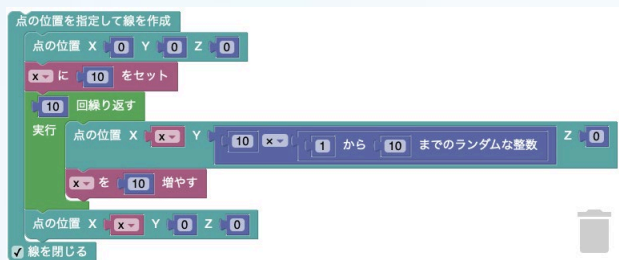 点の位置を指定して線を作成
点の位置 X 0 Y 0 Z 0
x に 10 をセット
10 回繰り返す
実行 点の位置 X x Y 10 × 1 から 10 までのランダムな整数 Z 0
x を 10 増やす
点の位置 X x Y 0 Z 0
線を閉じる